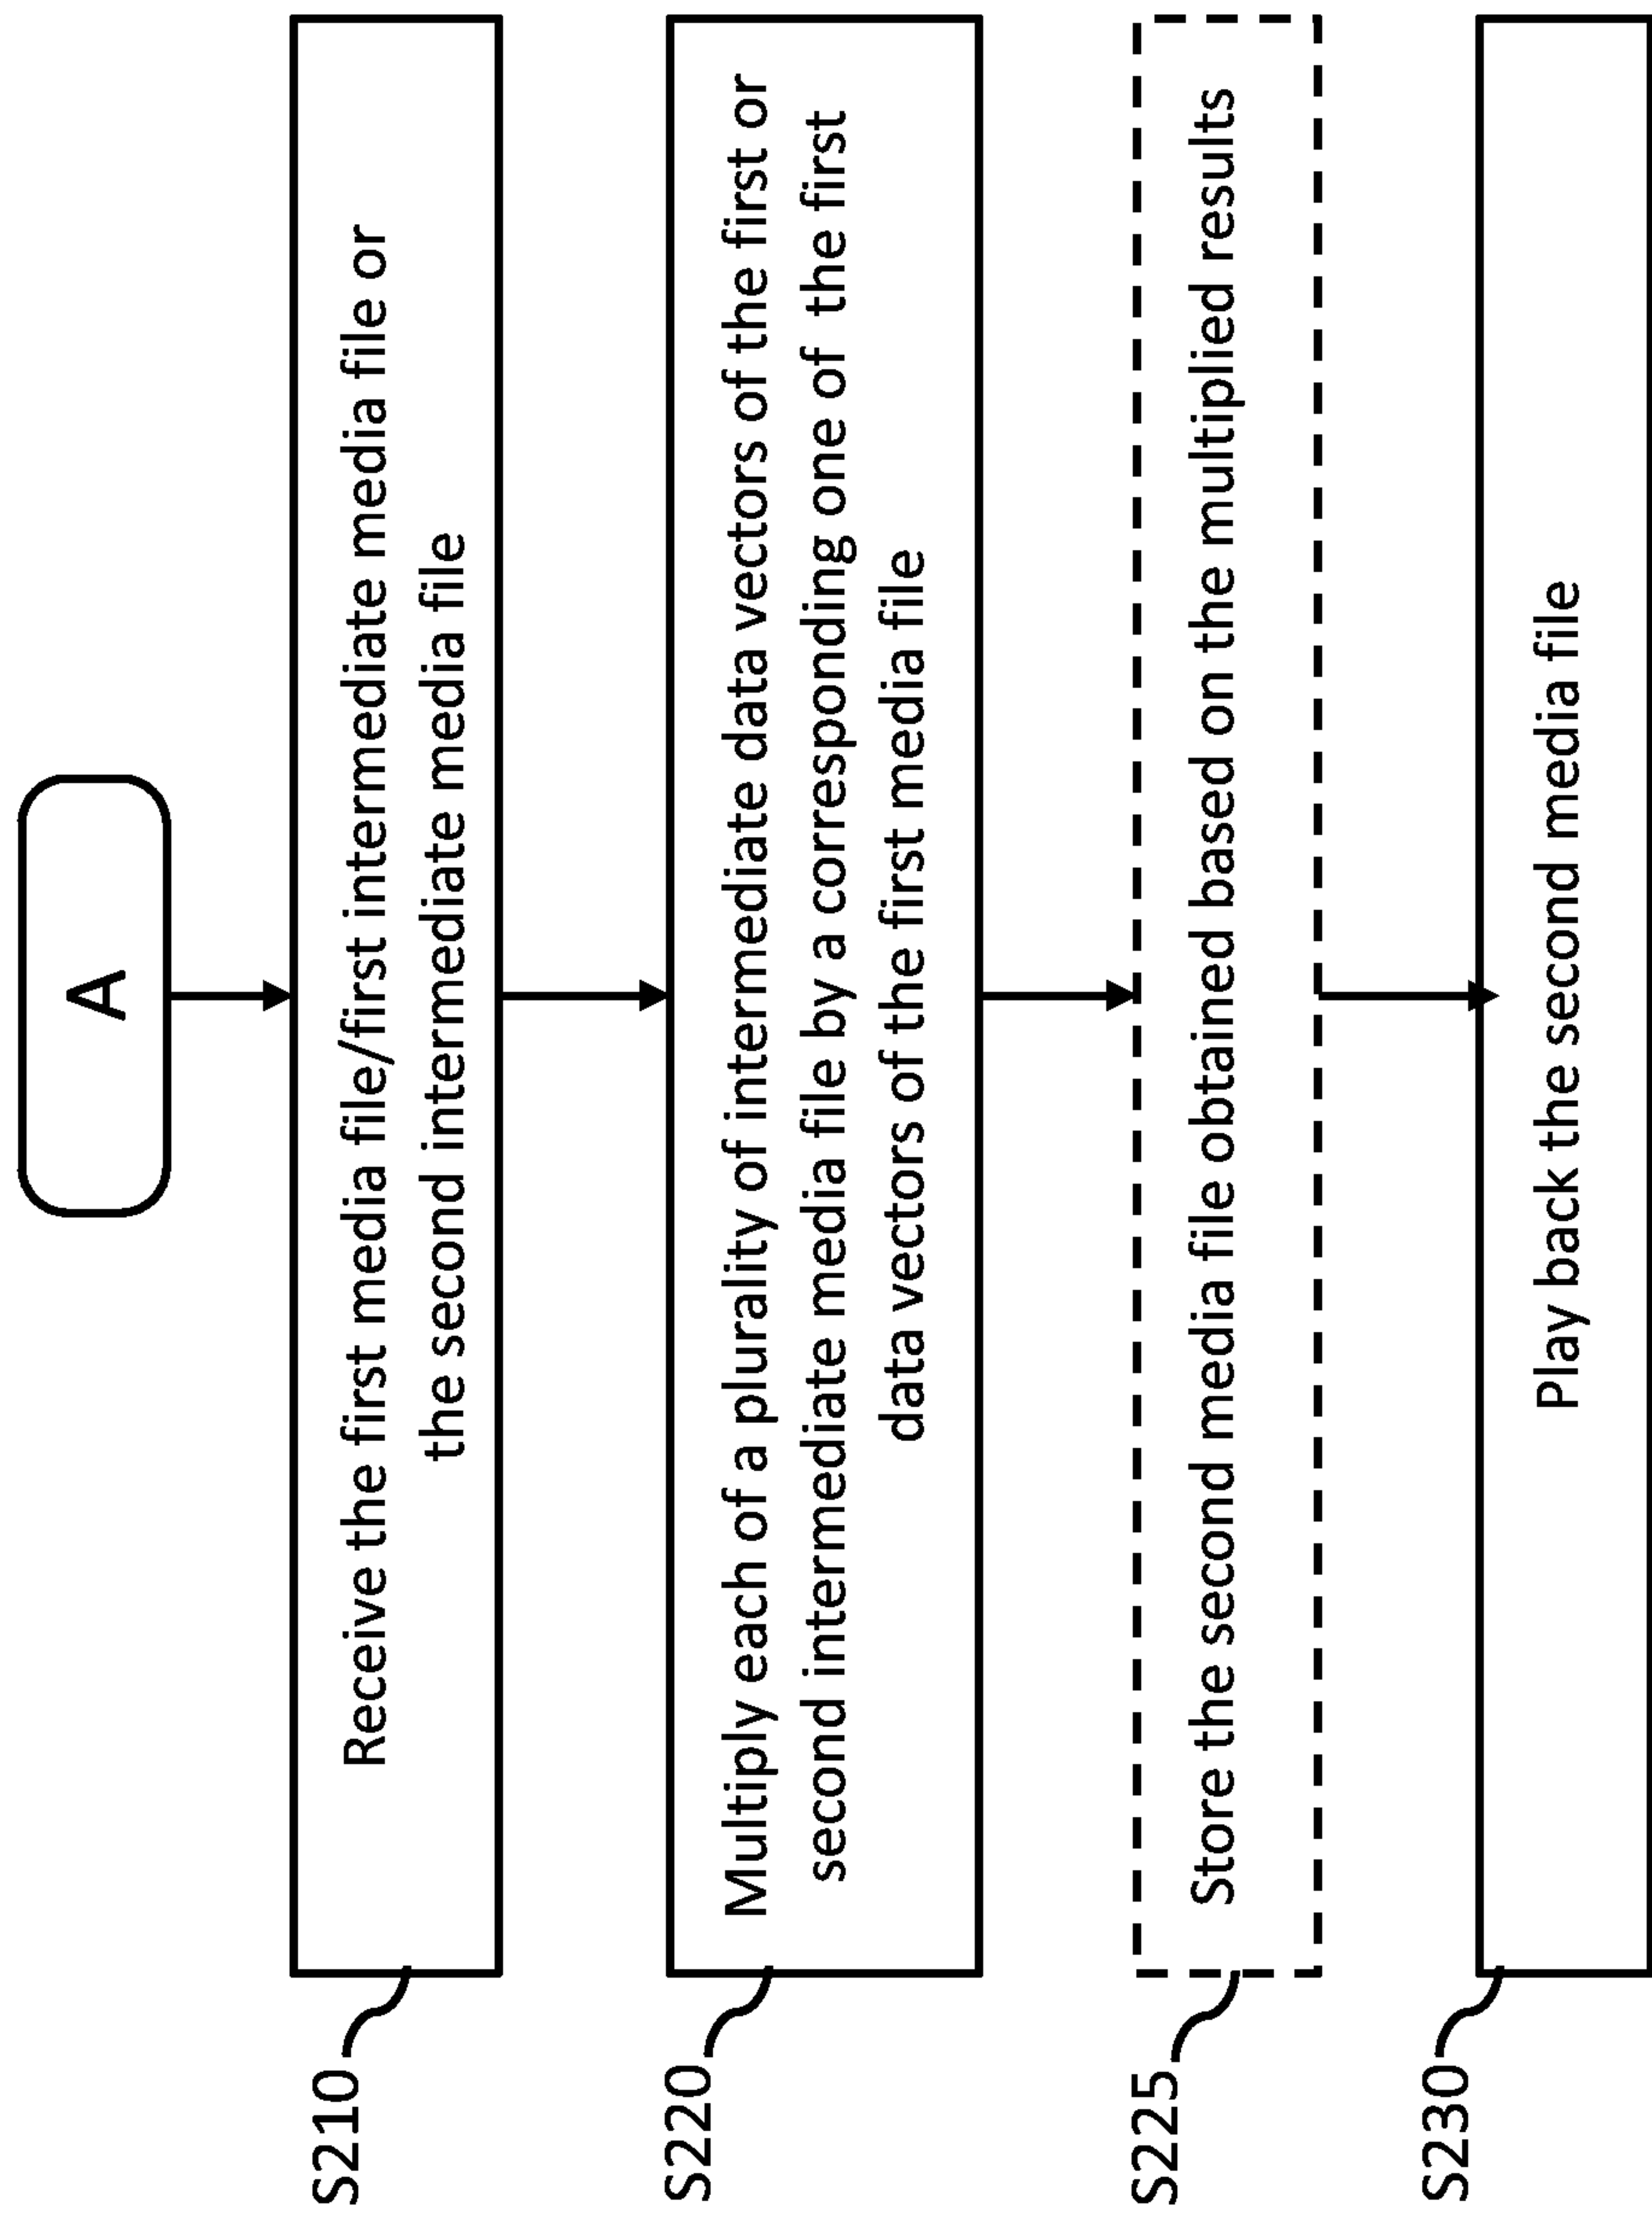 A
S210
Receive the first media file/first intermediate media file or
the second intermediate media file
S220
Multiply each of a plurality of intermediate data vectors of the first or
second intermediate media file by a corresponding one of the first
data vectors of the first media file
S225
Store the second media file obtained based on the multiplied results
S230
Play back the second media file